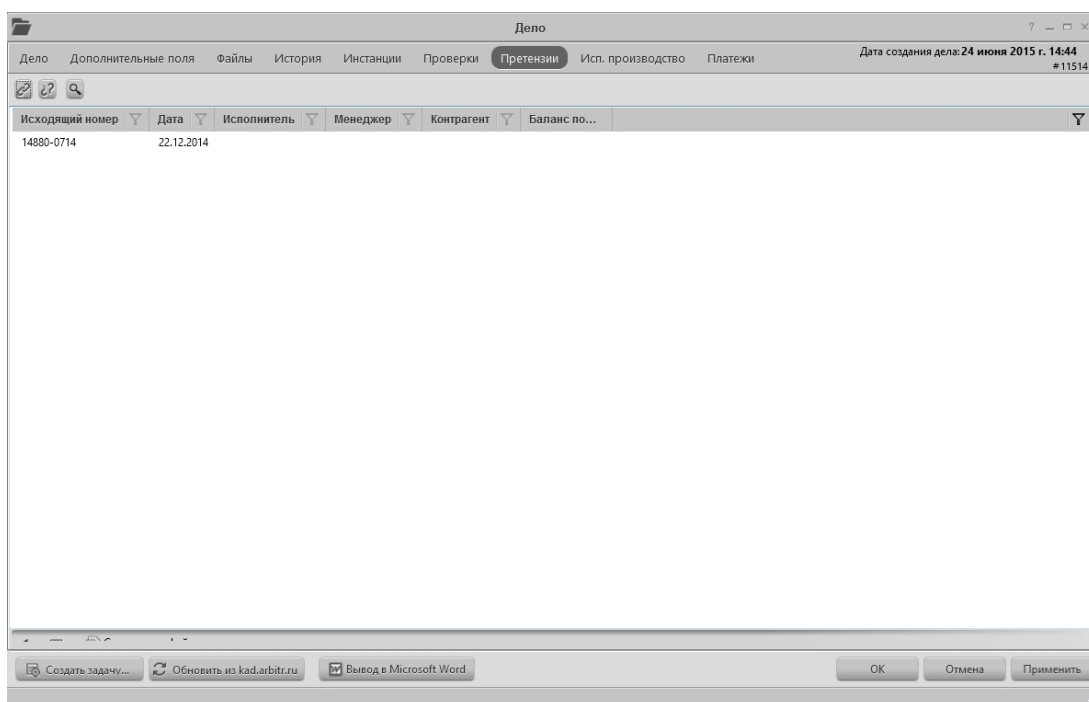 Дело
Дело Дополнительные поля Файлы История Инстанции Проверки Претензии Исп. производство Платежи Дата создания дела: 24 июня 2015 г. 14:44
#11514
Исходящий номер Дата Исполнитель Менеджер Контрагент Баланс по...
14880-0714 22.12.2014
Создать задачу... Обновить из kad.arbitr.ru Вывод в Microsoft Word ОК Отмена Применить